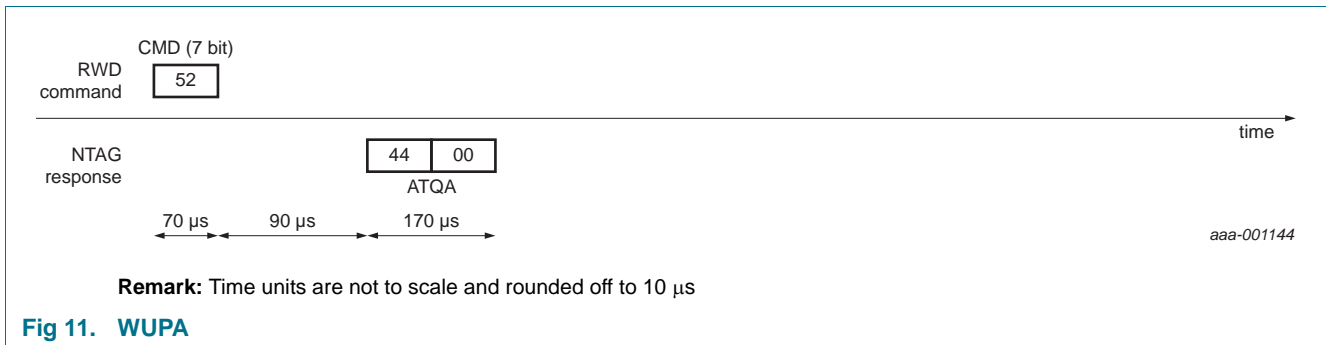 CMD (7 bit)
RWD
command
52
time
NTAG
response
44 00
ATQA
70 µs 90 µs 170 µs
aaa-001144
Remark: Time units are not to scale and rounded off to 10 µs
Fig 11. WUPA